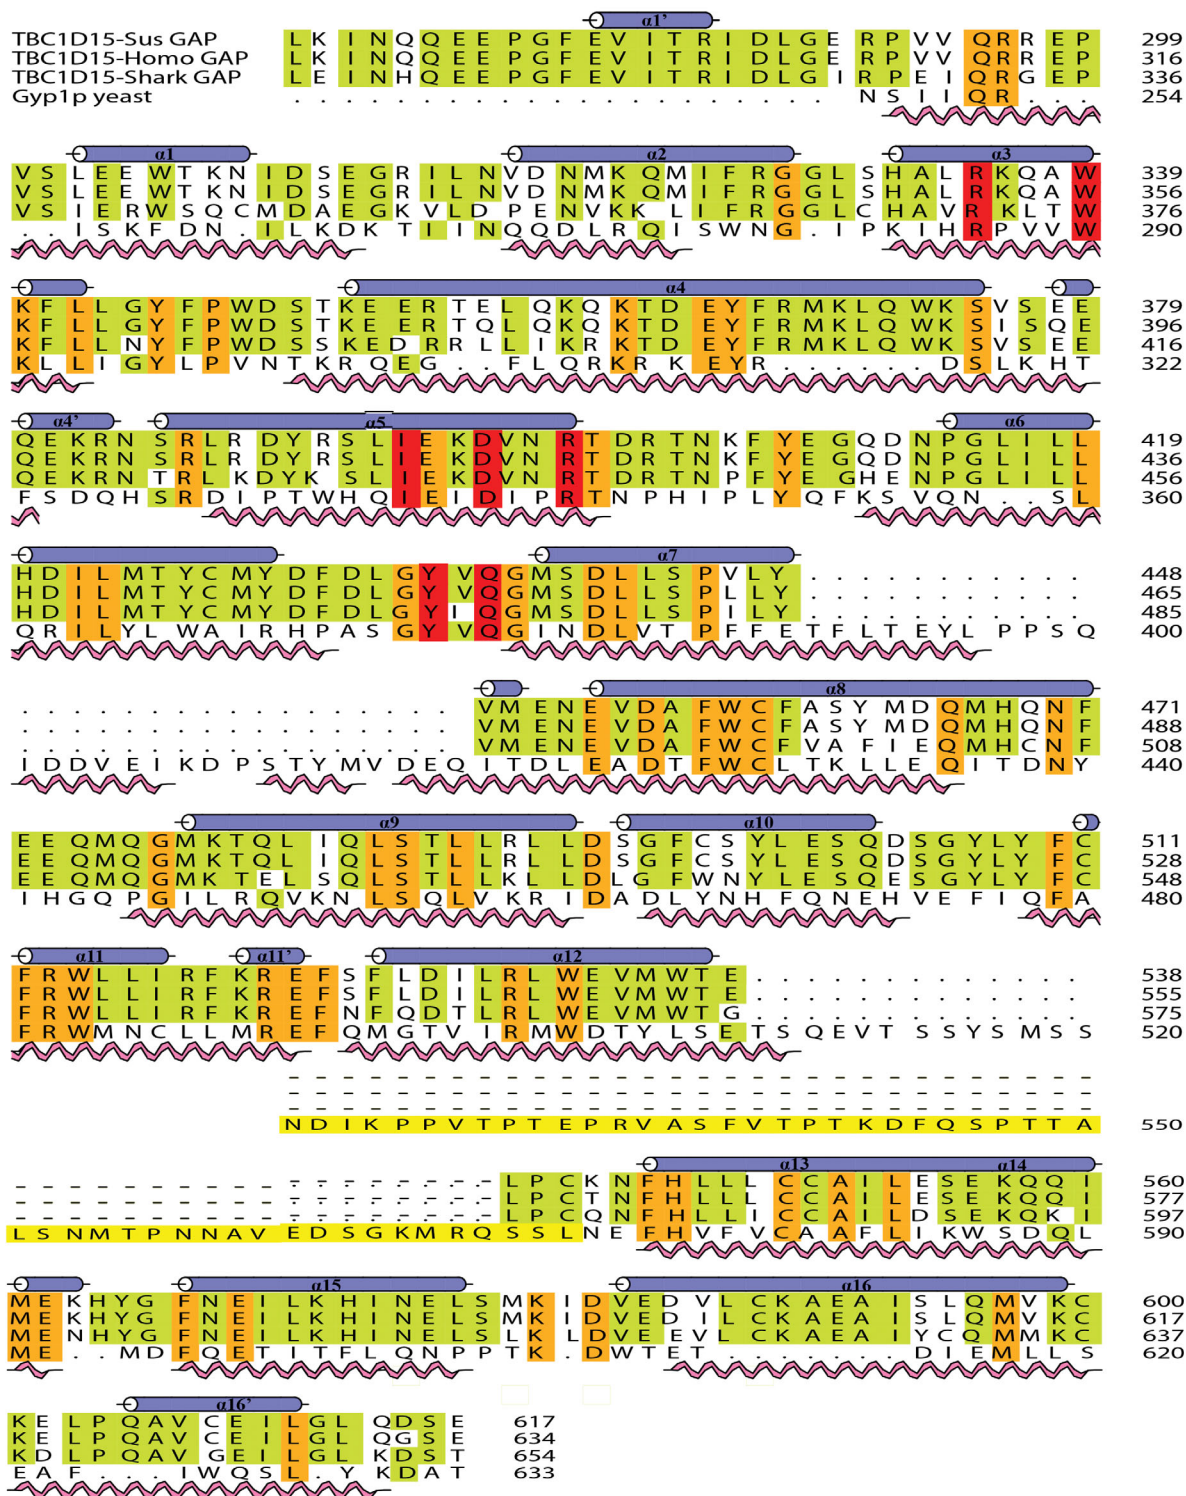 α1'
TBC1D15-Sus GAP L K I N Q Q E E P G F E V I T R I D L G E R P V V Q R R E P 299
TBC1D15-Homo GAP L K I N Q Q E E P G F E V I T R I D L G E R P V V Q R R E P 316
TBC1D15-Shark GAP L E I N H Q E E P G F E V I T R I D L G I R P E I Q R G E P 336
Gyp1p yeast . . . . . . . . . . . . . . . . . . . . . N S I I Q R . . . 254
α1 α2 α3
V S L E E W T K N I D S E G R I L N V D N M K Q M I F R G G L S H A L R K Q A W 339
V S L E E W T K N I D S E G R I L N V D N M K Q M I F R G G L S H A L R K Q A W 356
V S I E R W S Q C M D A E G K V L D P E N V K K L I F R G G L C H A V R K L T W 376
. . I S K F D N . I L K D K T I I N Q Q D L R Q I S W N G . I P K I H R P V V W 290
α4
K F L L G Y F P W D S T K E E R T E L Q K Q K T D E Y F R M K L Q W K S V S E E 379
K F L L G Y F P W D S T K E E R T Q L Q K Q K T D E Y F R M K L Q W K S I S Q E 396
K F L L N Y F P W D S S K E D R R L L I K R K T D E Y F R M K L Q W K S V S E E 416
K L L I G Y L P V N T K R Q E G . . F L Q R K R K E Y R . . . . . . D S L K H T 322
α4' α5 α6
Q E K R N S R L R D Y R S L I E K D V N R T D R T N K F Y E G Q D N P G L I L L 419
Q E K R N S R L R D Y R S L I E K D V N R T D R T N K F Y E G Q D N P G L I L L 436
Q E K R N T R L K D Y K S L I E K D V N R T D R T N P F Y E G H E N P G L I L L 456
F S D Q H S R D I P T W H Q I E I D I P R T N P H I P L Y Q F K S V Q N . . S L 360
α7
H D I L M T Y C M Y D F D L G Y V Q G M S D L L S P V L Y . . . . . . . . . . . 448
H D I L M T Y C M Y D F D L G Y V Q G M S D L L S P L L Y . . . . . . . . . . . 465
H D I L M T Y C M Y D F D L G Y I Q G M S D L L S P I L Y . . . . . . . . . . . 485
Q R I L Y L W A I R H P A S G Y V Q G I N D L V T P F F E T F L T E Y L P P S Q 400
α8
. . . . . . . . . . . . . . . . . V M E N E V D A F W C F A S Y M D Q M H Q N F 471
. . . . . . . . . . . . . . . . . V M E N E V D A F W C F A S Y M D Q M H Q N F 488
. . . . . . . . . . . . . . . . . V M E N E V D A F W C F V A F I E Q M H C N F 508
I D D V E I K D P S T Y M V D E Q I T D L E A D T F W C L T K L L E Q I T D N Y 440
α9 α10
E E Q M Q G M K T Q L I Q L S T L L R L L D S G F C S Y L E S Q D S G Y L Y F C 511
E E Q M Q G M K T Q L I Q L S T L L R L L D S G F C S Y L E S Q D S G Y L Y F C 528
E E Q M Q G M K T E L S Q L S T L L K L L D L G F W N Y L E S Q E S G Y L Y F C 548
I H G Q P G I L R Q V K N L S Q L V K R I D A D L Y N H F Q N E H V E F I Q F A 480
α11 α11' α12
F R W L L I R F K R E F S F L D I L R L W E V M W T E . . . . . . . . . . . . . 538
F R W L L I R F K R E F S F L D I L R L W E V M W T E . . . . . . . . . . . . . 555
F R W L L I R F K R E F N F Q D T L R L W E V M W T G . . . . . . . . . . . . . 575
F R W M N C L L M R E F Q M G T V I R M W D T Y L S E T S Q E V T S S Y S M S S 520
– – – – – – – – – – – – – – – – – – – – – – – – – – – – – –
– – – – – – – – – – – – – – – – – – – – – – – – – – – – – –
– – – – – – – – – – – – – – – – – – – – – – – – – – – – – –
N D I K P P V T P T E P R V A S F V T P T K D F Q S P T T A 550
α13 α14
– – – – – – – – – – – – – – – – – – L P C K N F H L L L C C A I L E S E K Q Q I 560
– – – – – – – – – – – – – – – – – – L P C T N F H L L L C C A I L E S E K Q Q I 577
– – – – – – – – – – – – – – – – – – L P C Q N F H L L I C C A I L D S E K Q K I 597
L S N M T P N N A V E D S G K M R Q S S L N E F H V F V C A A F L I K W S D Q L 590
α15 α16
M E K H Y G F N E I L K H I N E L S M K I D V E D V L C K A E A I S L Q M V K C 600
M E K H Y G F N E I L K H I N E L S M K I D V E D I L C K A E A I S L Q M V K C 617
M E N H Y G F N E I L K H I N E L S L K L D V E E V L C K A E A I Y C Q M M K C 637
M E . . M D F Q E T I T F L Q N P P T K . D W T E T . . . . . . . D I E M L L S 620
α16'
K E L P Q A V C E I L G L Q D S E 617
K E L P Q A V C E I L G L Q G S E 634
K D L P Q A V G E I L G L K D S T 654
E A F . . . I W Q S L . Y K D A T 633